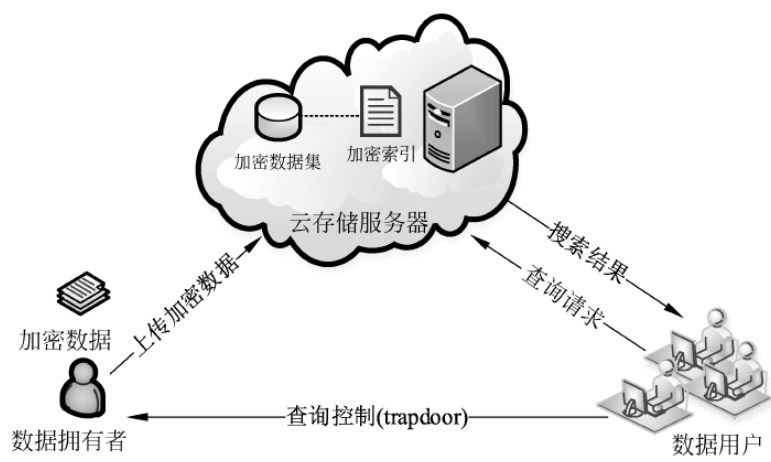 加密数据集
加密索引
云存储服务器
搜索结果
查询请求
上传加密数据
加密数据
查询控制(trapdoor)
数据拥有者
数据用户